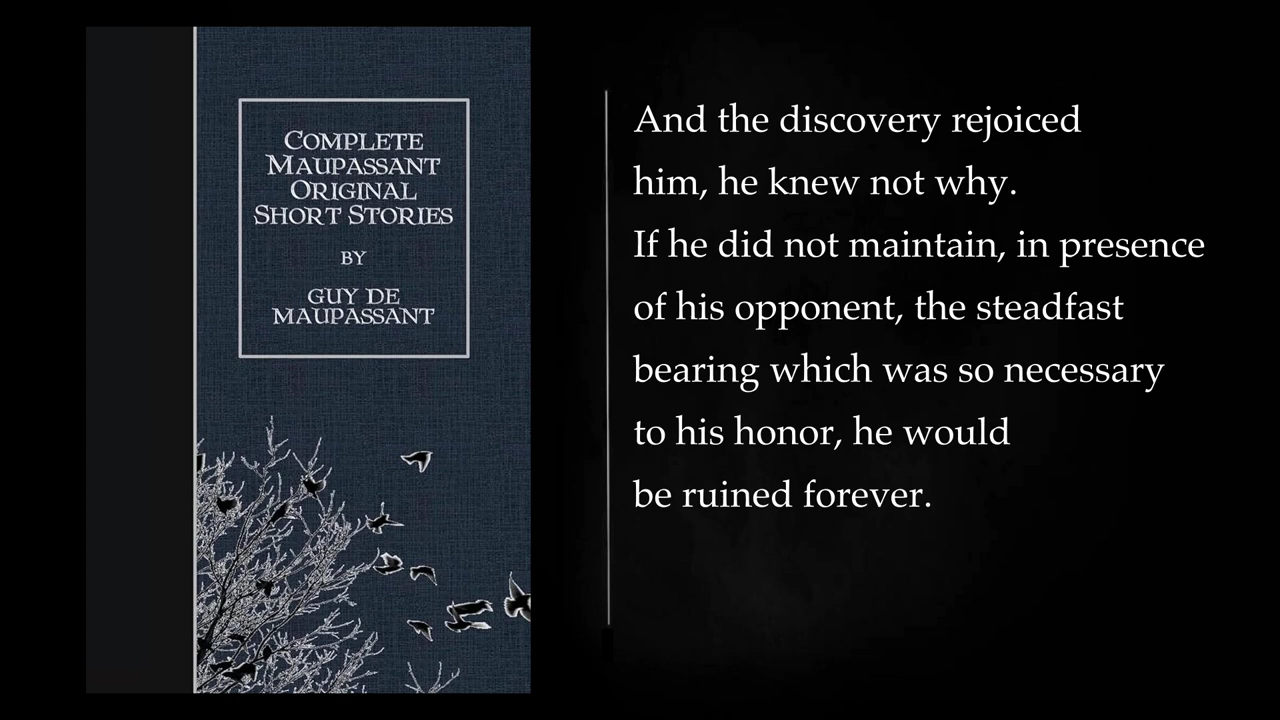 COMPLETE
MAUPASSANT
ORIGINAL
SHORT STORIES
BY
GUY DE
MAUPASSANT
And the discovery rejoiced
him, he knew not why.
If he did not maintain, in presence
of his opponent, the steadfast
bearing which was so necessary
to his honor, he would
be ruined forever.